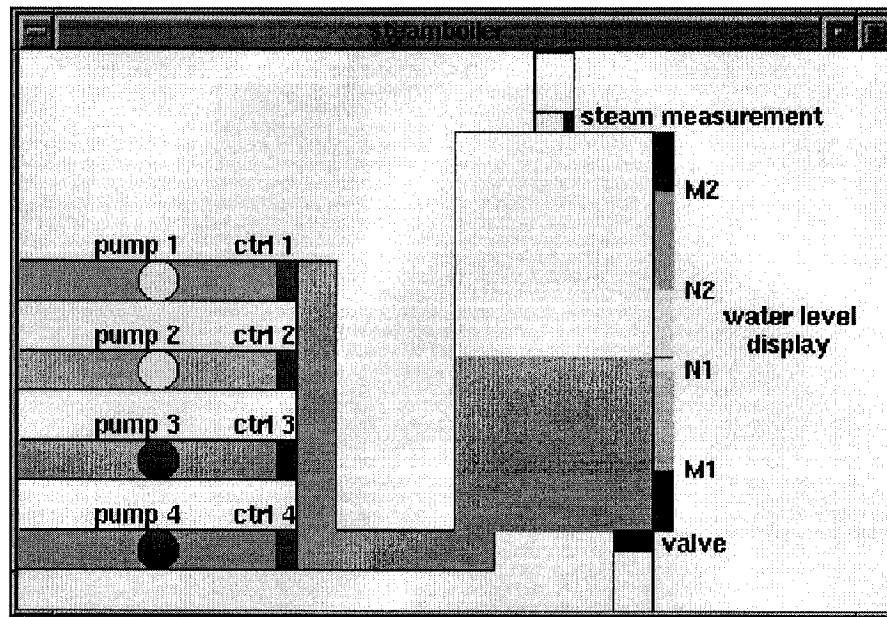 steamboiler
steam measurement
M2
pump 1 ctrl 1
N2
water level
display
pump 2 ctrl 2
N1
pump 3 ctrl 3
M1
pump 4 ctrl 4
valve